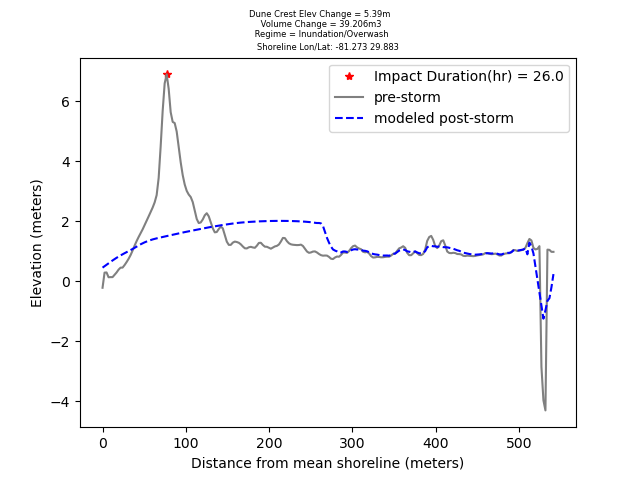 Dune Crest Elev Change = 5.39m
Volume Change = 39.206m3
Regime = Inundation/Overwash
Shoreline Lon/Lat: -81.273 29.883
Impact Duration(hr) = 26.0
pre-storm
modeled post-storm
6
4
2
0
−2
−4
Elevation (meters)
0 100 200 300 400 500
Distance from mean shoreline (meters)